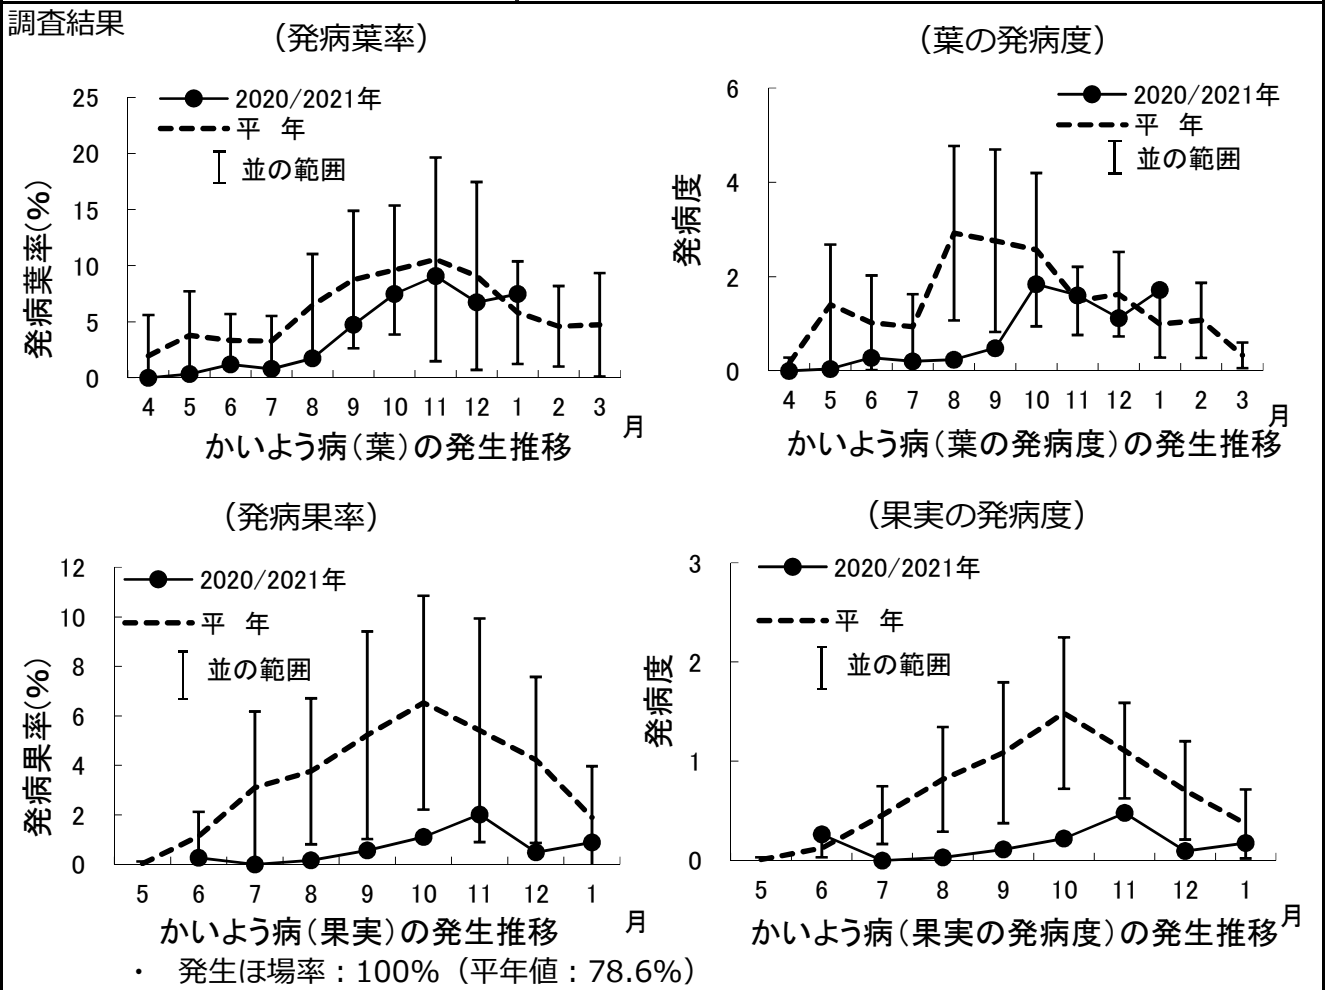 調査結果
(発病葉率)
25
20
15
10
5
0
発病葉率(%)
2020/2021年
平 年
並の範囲
4 5 6 7 8 9 10 11 12 1 2 3 月
かいよう病(葉)の発生推移
(葉の発病度)
6
4
2
0
発病度
2020/2021年
平 年
並の範囲
4 5 6 7 8 9 10 11 12 1 2 3 月
かいよう病(葉の発病度)の発生推移
(発病果率)
12
10
8
6
4
2
0
発病果率(%)
2020/2021年
平 年
並の範囲
5 6 7 8 9 10 11 12 1 月
かいよう病(果実)の発生推移
(果実の発病度)
3
2
1
0
発病度
2020/2021年
平 年
並の範囲
5 6 7 8 9 10 11 12 1 月
かいよう病(果実の発病度)の発生推移
・ 発生ほ場率:100%(平年値:78.6%)